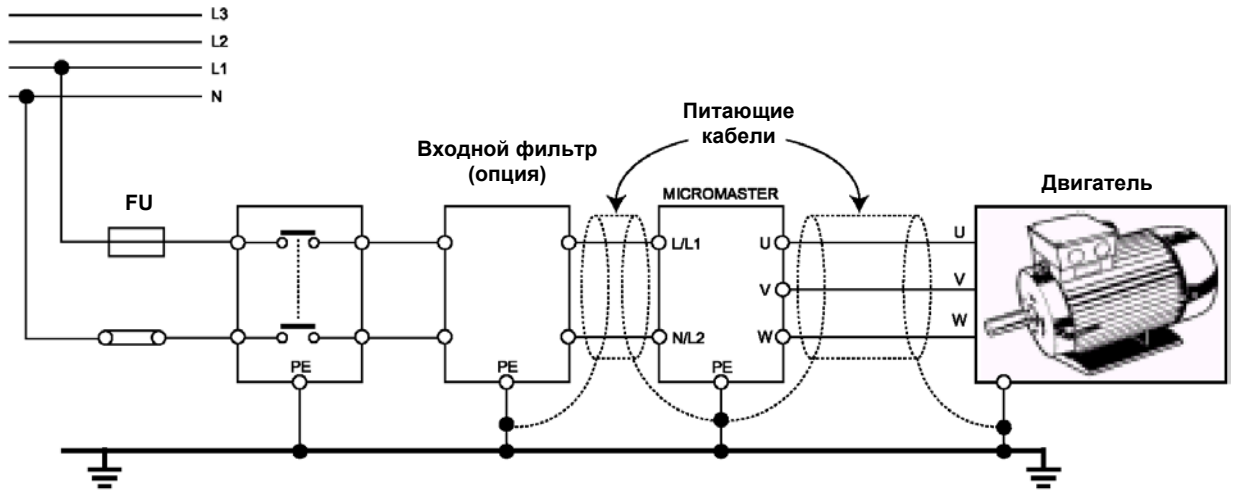 L3
L2
L1
N
Питающие
кабели
Входной фильтр
(опция)
Двигатель
FU
MICROMASTER
L/L1
U
U
V
V
W
N/L2
W
PE
PE
PE